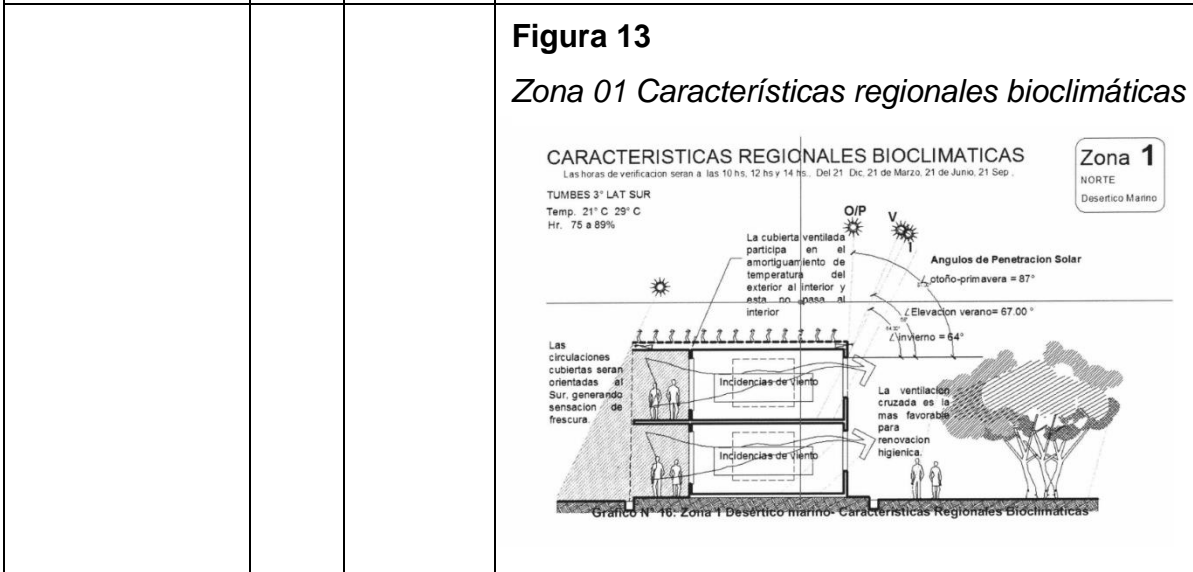 Figura 13
Zona 01 Características regionales bioclimáticas
CARACTERISTICAS REGIONALES BIOCLIMATICAS
Las horas de verificacion seran a las 10 hs, 12 hs y 14 hs., Del 21 Dic, 21 de Marzo, 21 de Junio, 21 Sep .
Zona 1
NORTE
Desertico Marino
TUMBES 3° LAT SUR
Temp. 21° C 29° C
Hr. 75 a 89%
La cubierta ventilada
participa en el
amortiguamiento de
temperatura del
exterior al interior y
esta no pasa al
interior
O/P
V
I
Angulos de Penetracion Solar
∠otoño-primavera = 87°
∠Elevacion verano= 67.00 °
∠invierno = 64°
Las
circulaciones
cubiertas seran
orientadas al
Sur, generando
sensacion de
frescura.
Incidencias de viento
Incidencias de viento
La ventilacion
cruzada es la
mas favorable
para
renovacion
higienica.
Gráfico N° 16: Zona 1 Desértico marino- Características Regionales Bioclimáticas